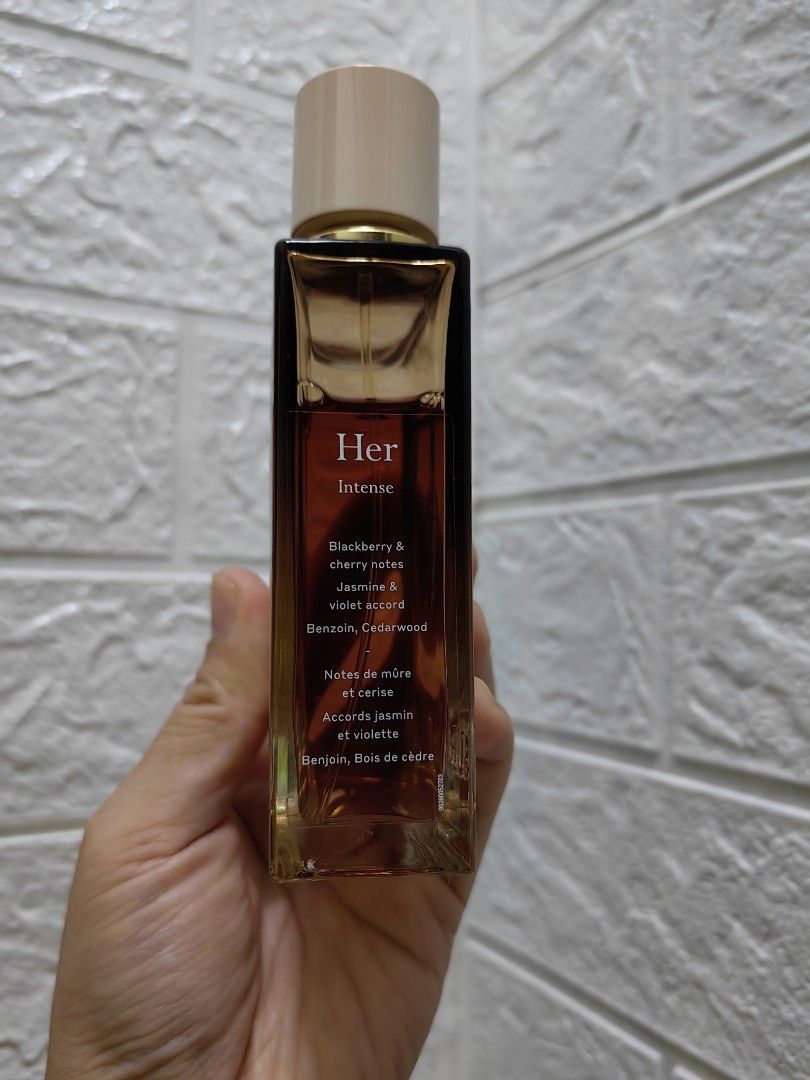 Her
Intense
Blackberry &
cherry notes
Jasmine &
violet accord
Benzoin, Cedarwood
-
Notes de mûre
et cerise
Accords jasmin
et violette
Benjoin, Bois de cèdre